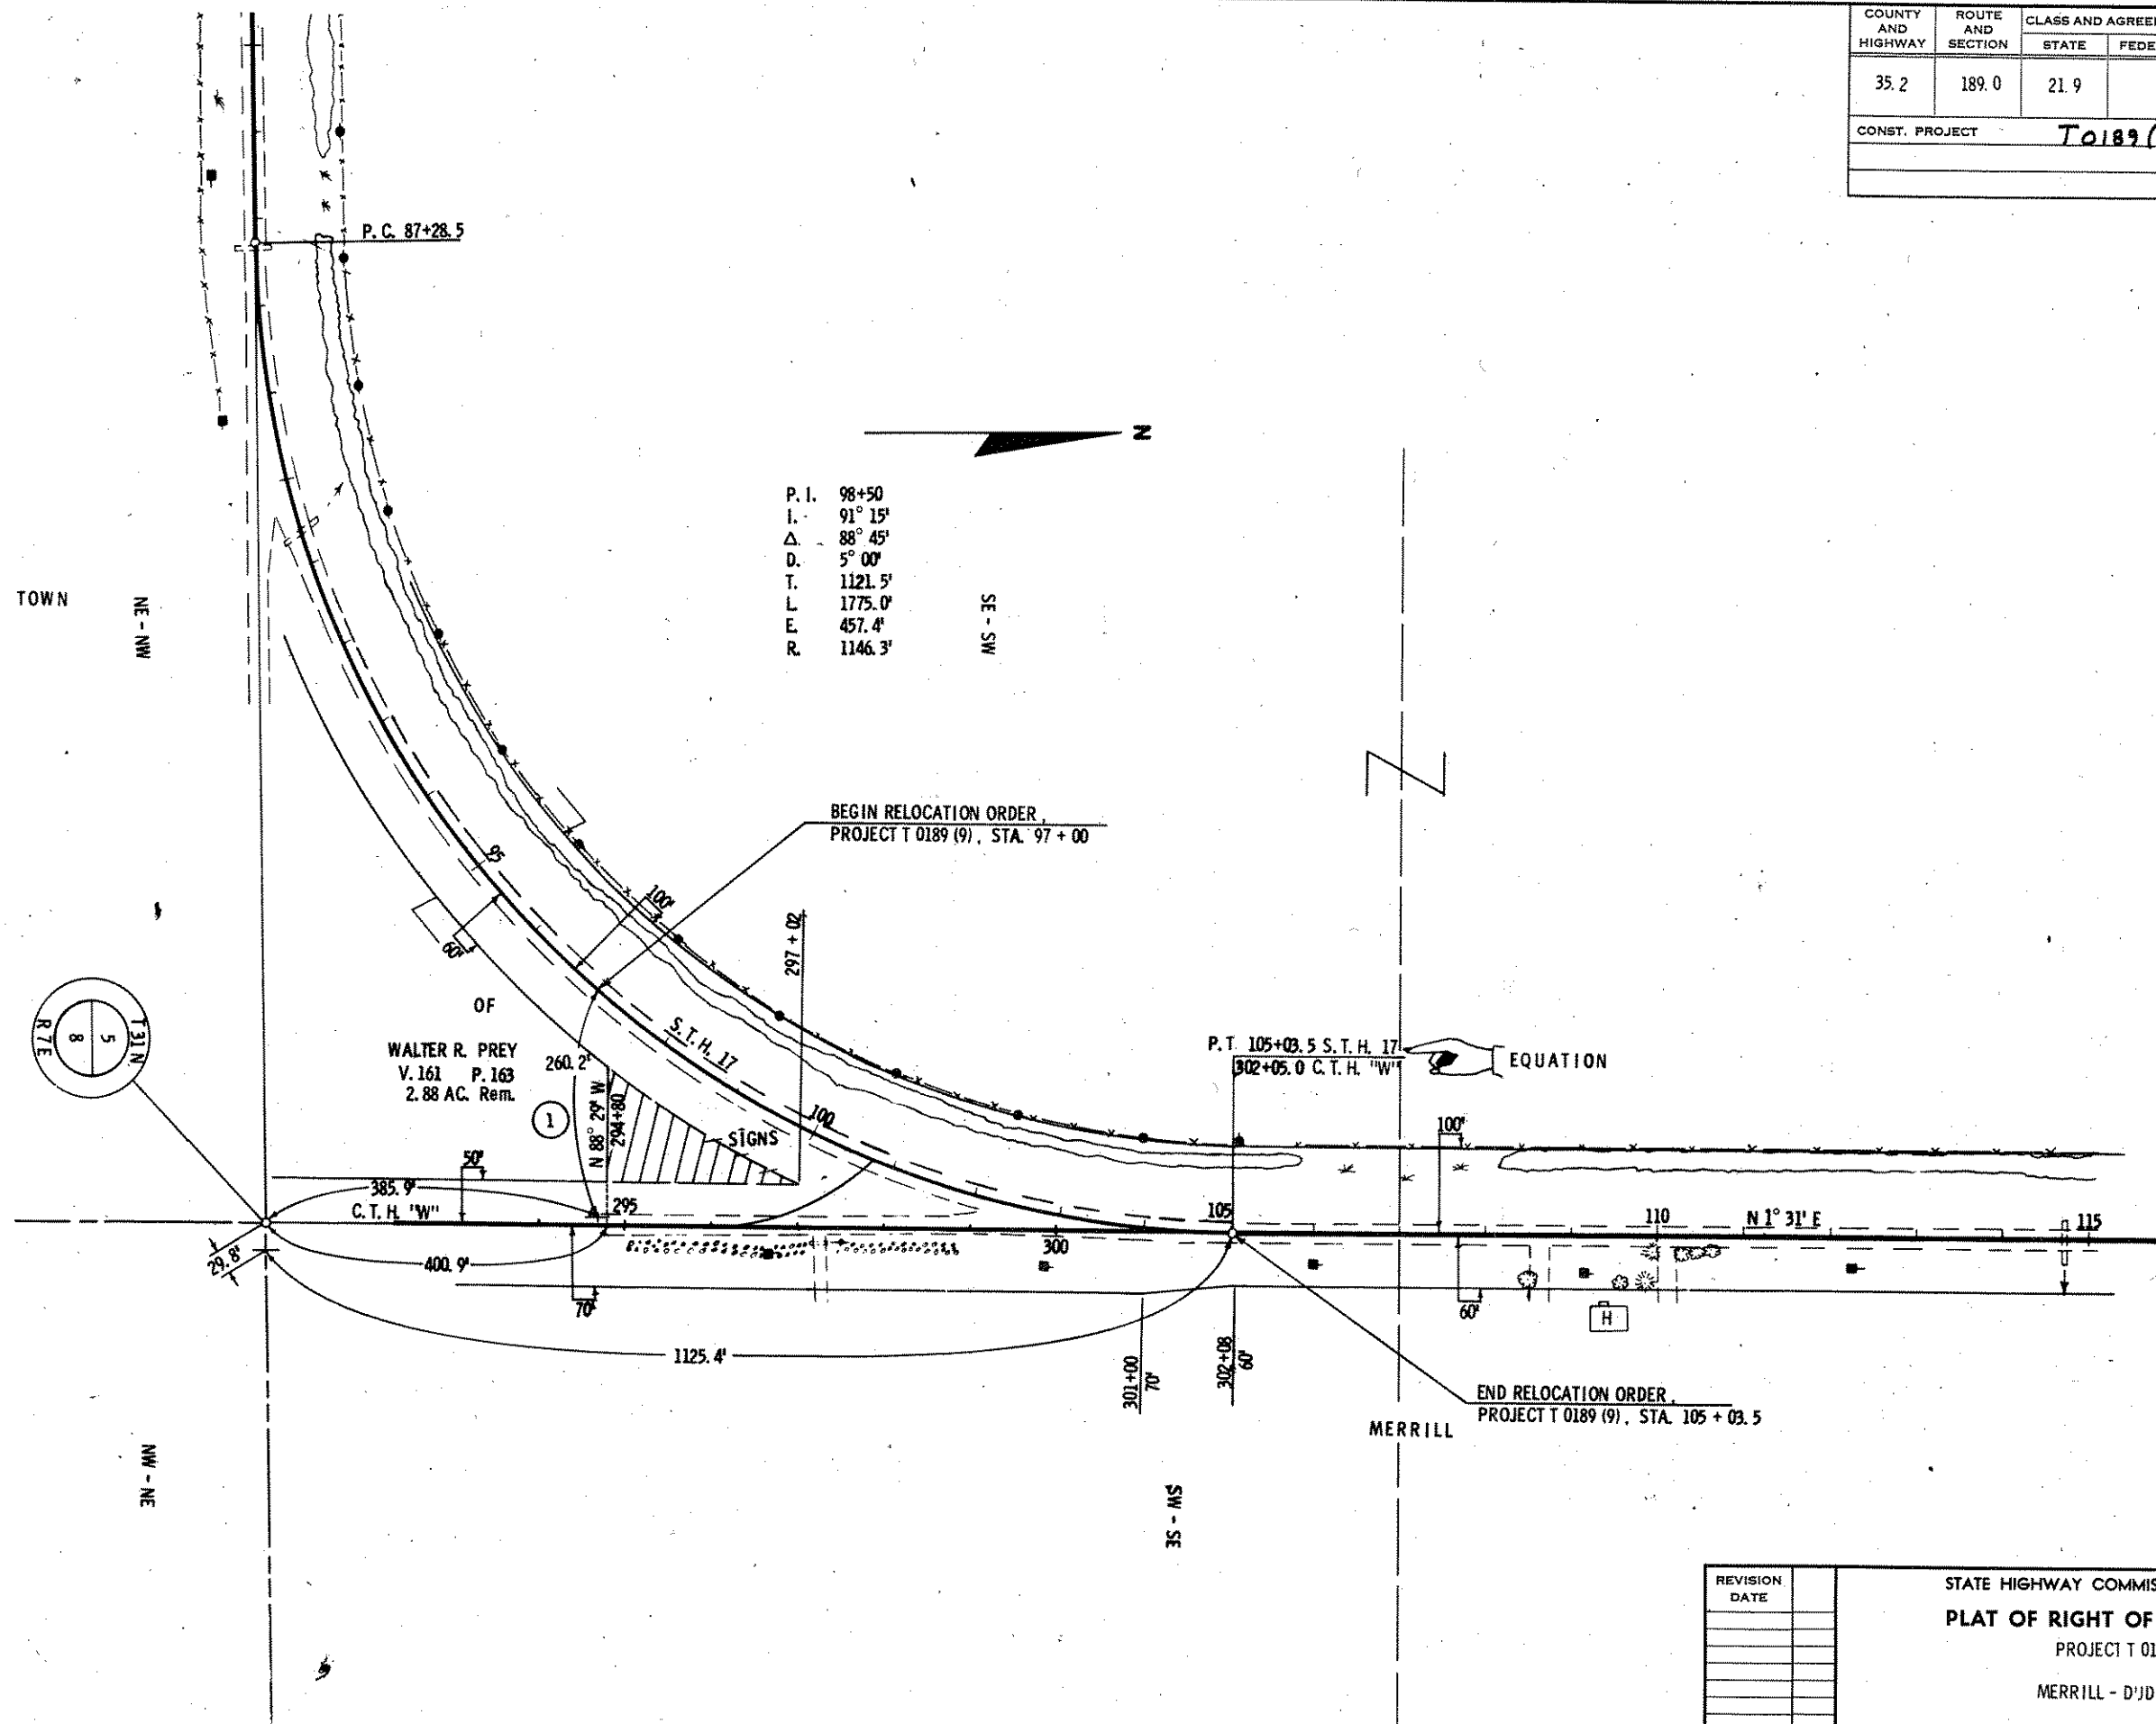 COUNTY AND HIGHWAY
ROUTE AND SECTION
CLASS AND AGREE
STATE
FEDE
35.2
189.0
21.9
CONST. PROJECT
T0189(
P. C. 87+28.5
N
P. I. 98+50
I. 91° 15'
Δ. 88° 45'
D. 5° 00'
T. 1121.5'
L 1775.0'
E. 457.4'
R. 1146.3'
TOWN
NE - NW
SE - SW
BEGIN RELOCATION ORDER,
PROJECT T 0189 (9), STA. 97 + 00
95
60'
100'
297 + 02
OF
T 31 N
5
8
R 7 E
WALTER R. PREY
V. 161 P. 163
2.88 AC. Rem.
260.2'
1
N 88° 29' W
294+80
S. T. H. 17
100
SIGNS
P. T. 105+03.5 S. T. H. 17
302+05.0 C. T. H. "W"
EQUATION
100'
50'
385.9'
C. T. H. "W"
295
105
110
N 1° 31' E
115
29.8'
400.9'
300
70'
60'
H
1125.4'
301+00
70'
302+08
60'
END RELOCATION ORDER,
PROJECT T 0189 (9), STA. 105 + 03.5
MERRILL
NW - NE
SW - SE
REVISION DATE
STATE HIGHWAY COMMIS
PLAT OF RIGHT OF
PROJECT T 01
MERRILL - D'JD